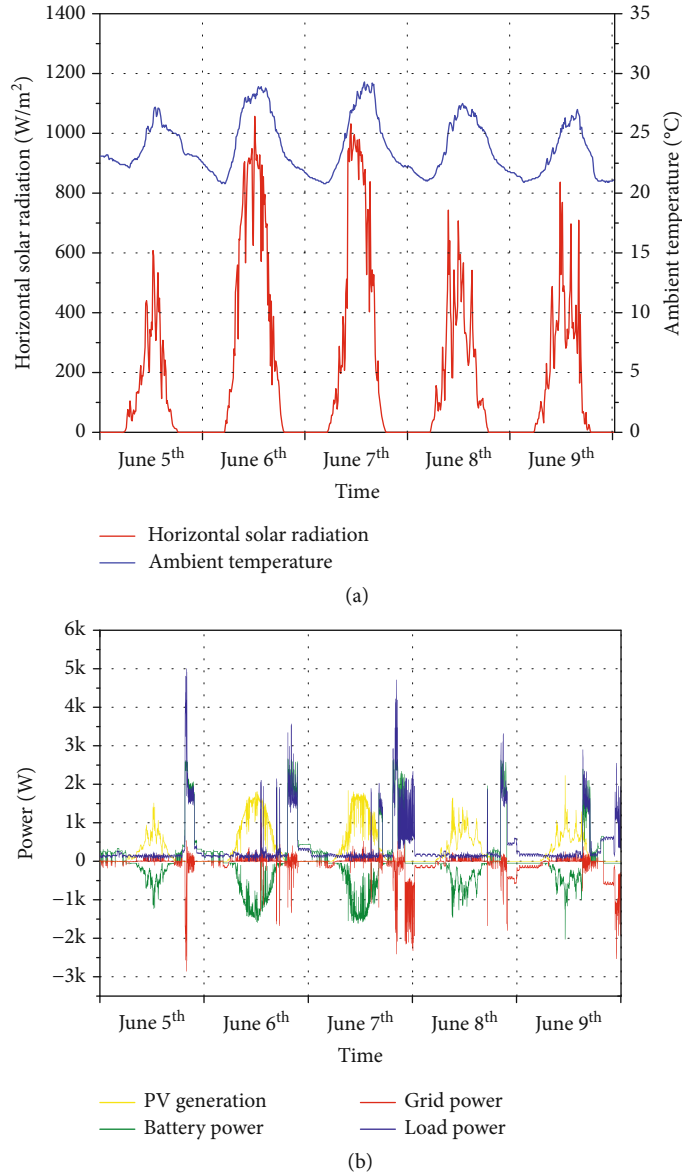 1400
1200
1000
800
600
400
200
0
Horizontal solar radiation (W/m²)
35
30
25
20
15
10
5
0
Ambient temperature (°C)
June 5th
June 6th
June 7th
June 8th
June 9th
Time
Horizontal solar radiation
Ambient temperature
(a)
6k
5k
4k
3k
2k
1k
0
−1k
−2k
−3k
Power (W)
June 5th
June 6th
June 7th
June 8th
June 9th
Time
PV generation
Battery power
Grid power
Load power
(b)